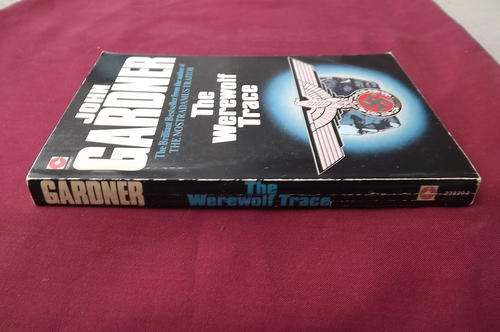 JOHN
GARDNER
The Brilliant Bestseller from the author of
THE NOSTRADAMUS TRAITOR
The
Werewolf
Trace
GARDNER
The
Werewolf Trace